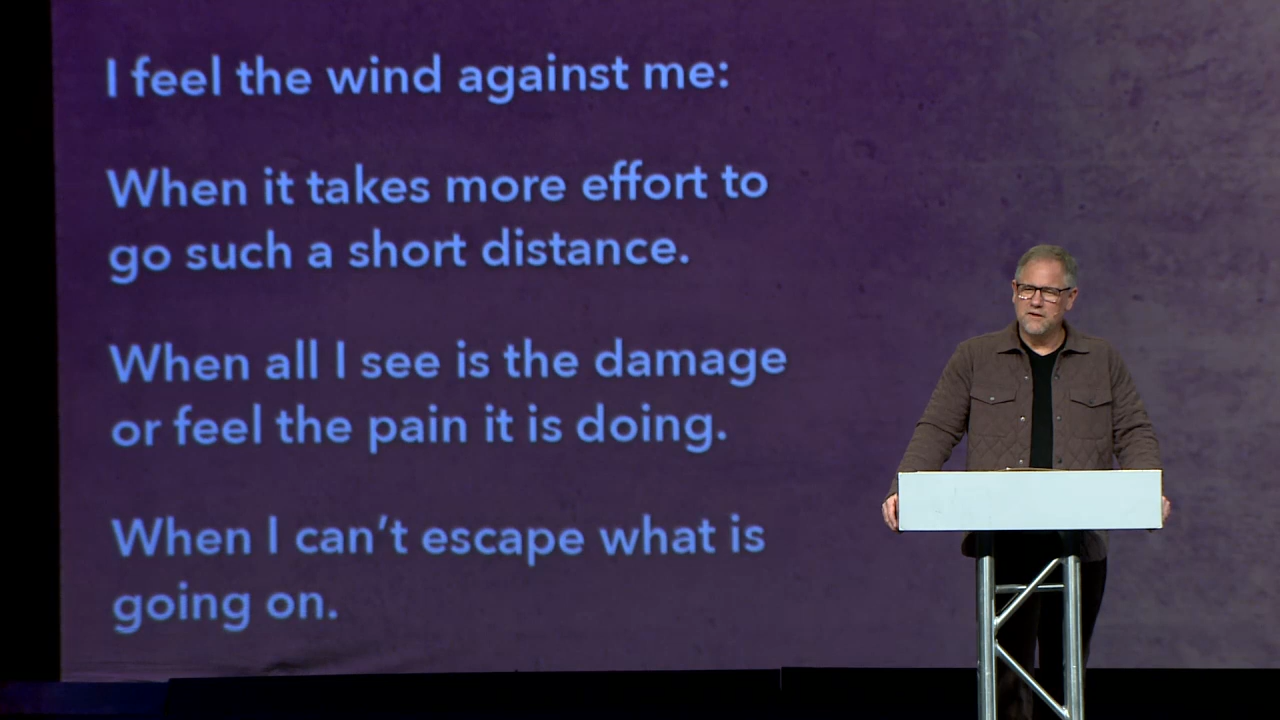 I feel the wind against me:
When it takes more effort to
go such a short distance.
When all I see is the damage
or feel the pain it is doing.
When I can’t escape what is
going on.